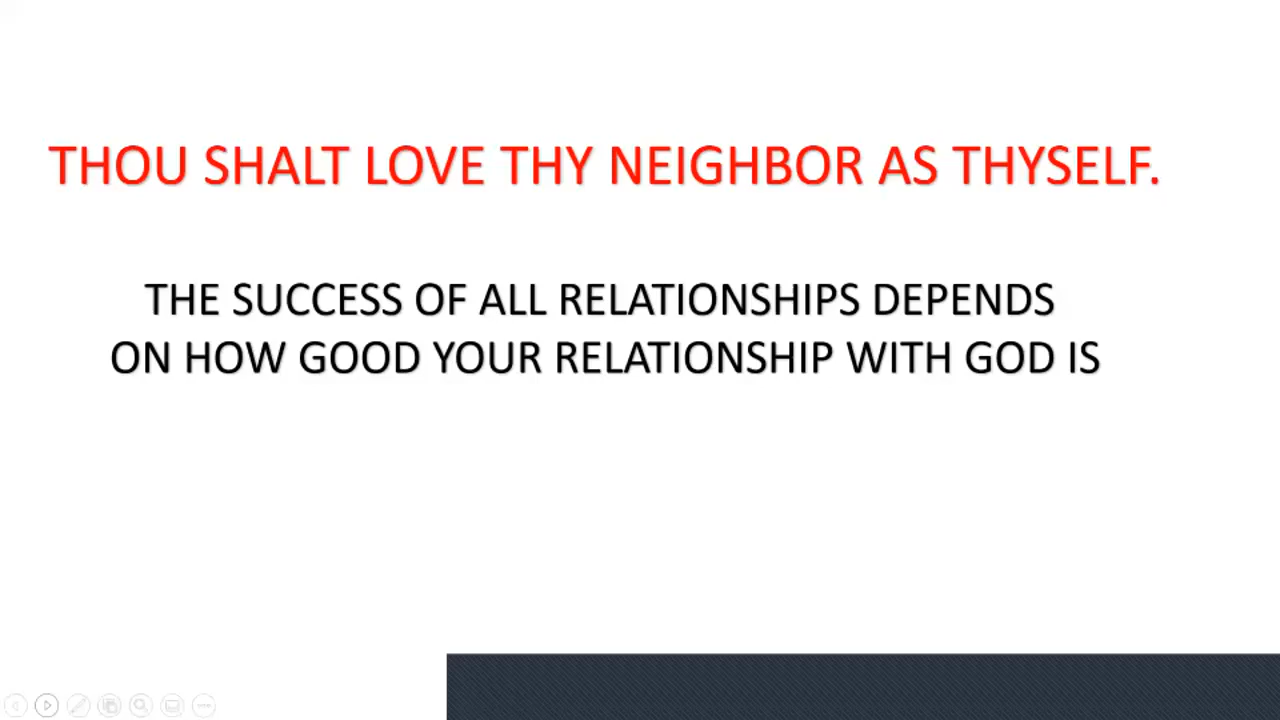 THOU SHALT LOVE THY NEIGHBOR AS THYSELF.
THE SUCCESS OF ALL RELATIONSHIPS DEPENDS
ON HOW GOOD YOUR RELATIONSHIP WITH GOD IS